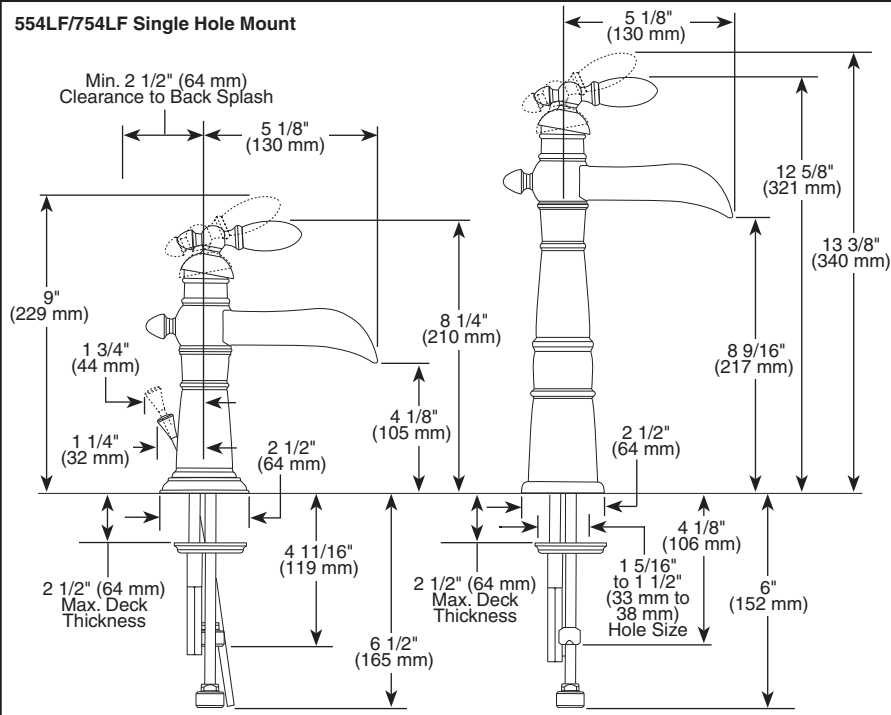 554LF/754LF Single Hole Mount
Min. 2 1/2" (64 mm)
Clearance to Back Splash
5 1/8"
(130 mm)
9"
(229 mm)
8 1/4"
(210 mm)
1 3/4"
(44 mm)
4 1/8"
(105 mm)
1 1/4"
(32 mm)
2 1/2"
(64 mm)
2 1/2" (64 mm)
Max. Deck
Thickness
4 11/16"
(119 mm)
6 1/2"
(165 mm)
5 1/8"
(130 mm)
12 5/8"
(321 mm)
13 3/8"
(340 mm)
8 9/16"
(217 mm)
2 1/2"
(64 mm)
2 1/2" (64 mm)
Max. Deck
Thickness
4 1/8"
(106 mm)
1 5/16"
to 1 1/2"
(33 mm to
38 mm)
Hole Size
6"
(152 mm)